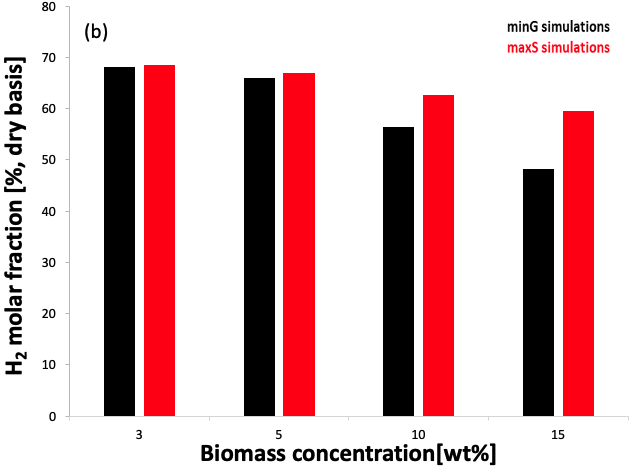 (b)
minG simulations
maxS simulations
H2 molar fraction [%, dry basis]
80
70
60
50
40
30
20
10
0
3 5 10 15
Biomass concentration[wt%]